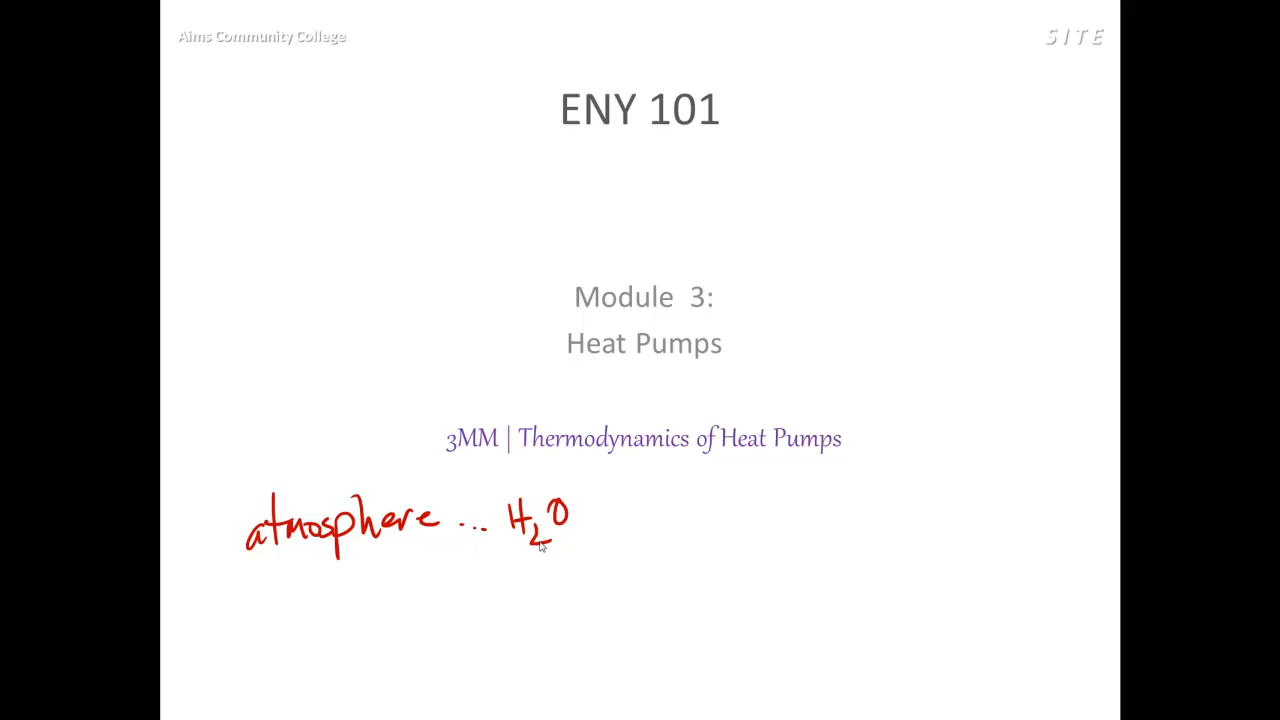 Aims Community College
SITE
ENY 101
Module 3:
Heat Pumps
3MM | Thermodynamics of Heat Pumps
atmosphere ... H₂O